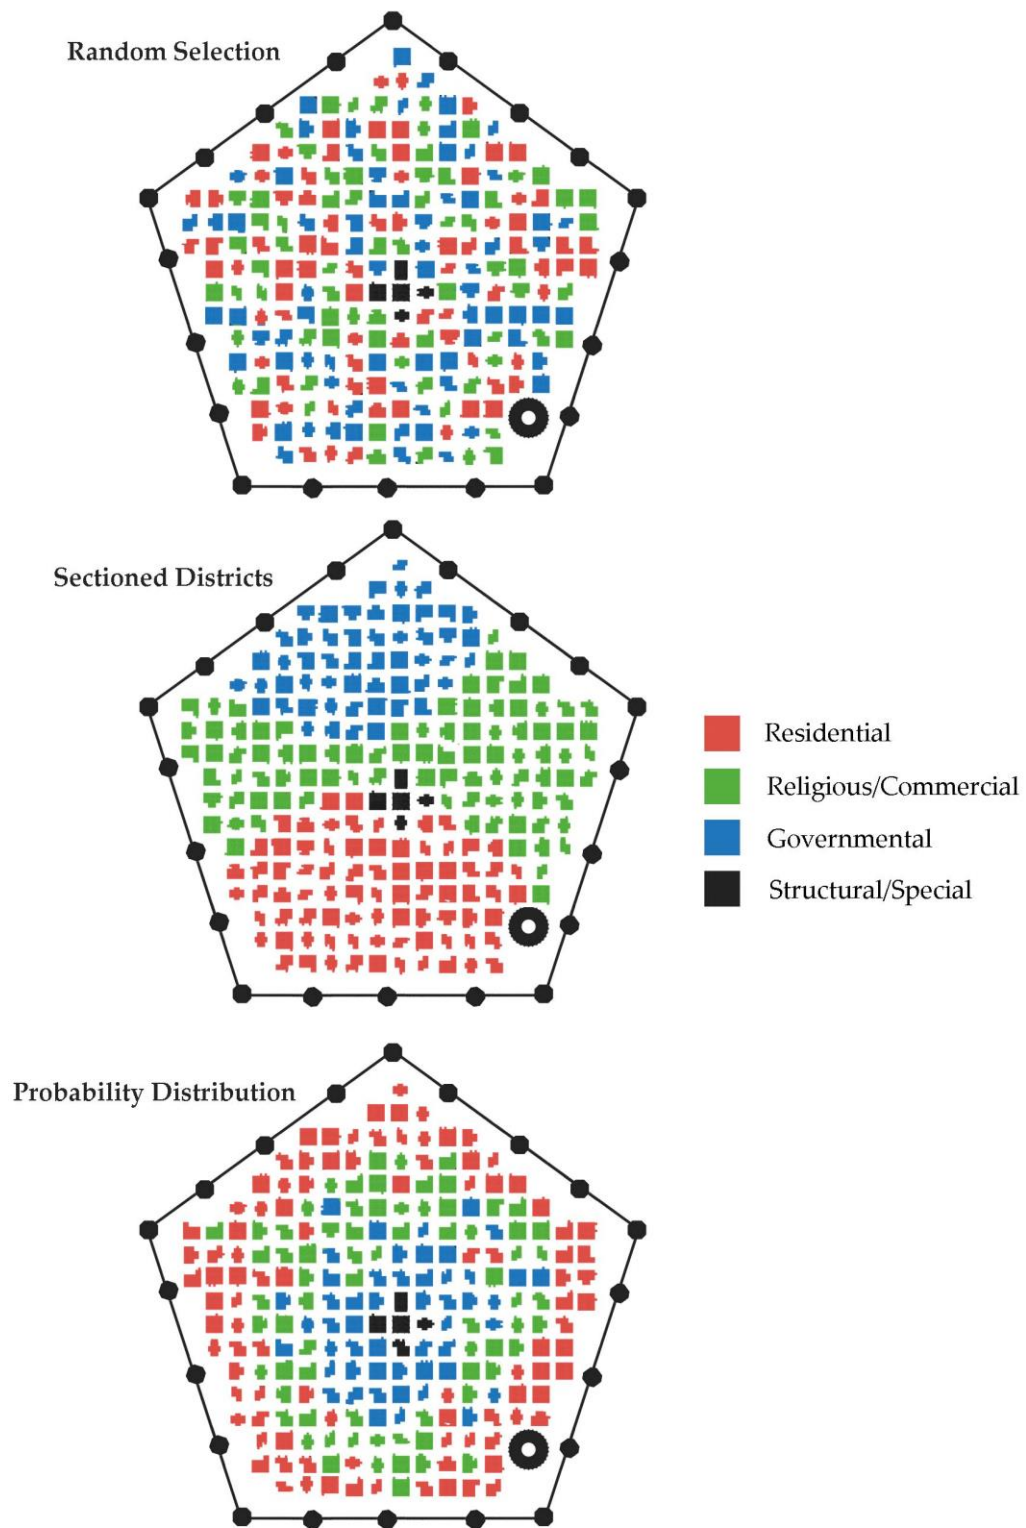 Random Selection
Sectioned Districts
Residential
Religious/Commercial
Governmental
Structural/Special
Probability Distribution